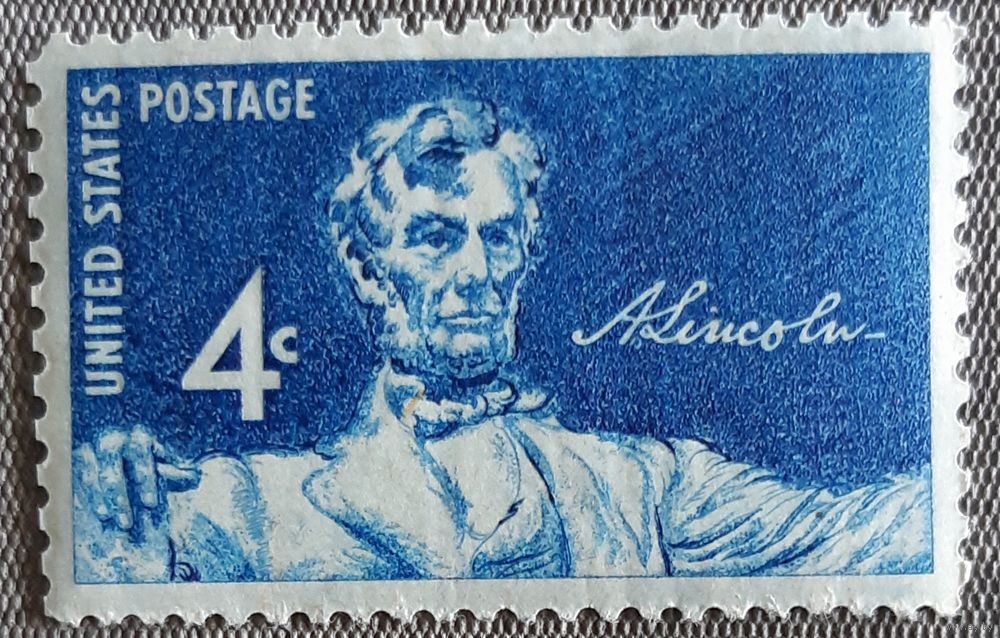 UNITED STATES
POSTAGE
4c
A. Lincoln